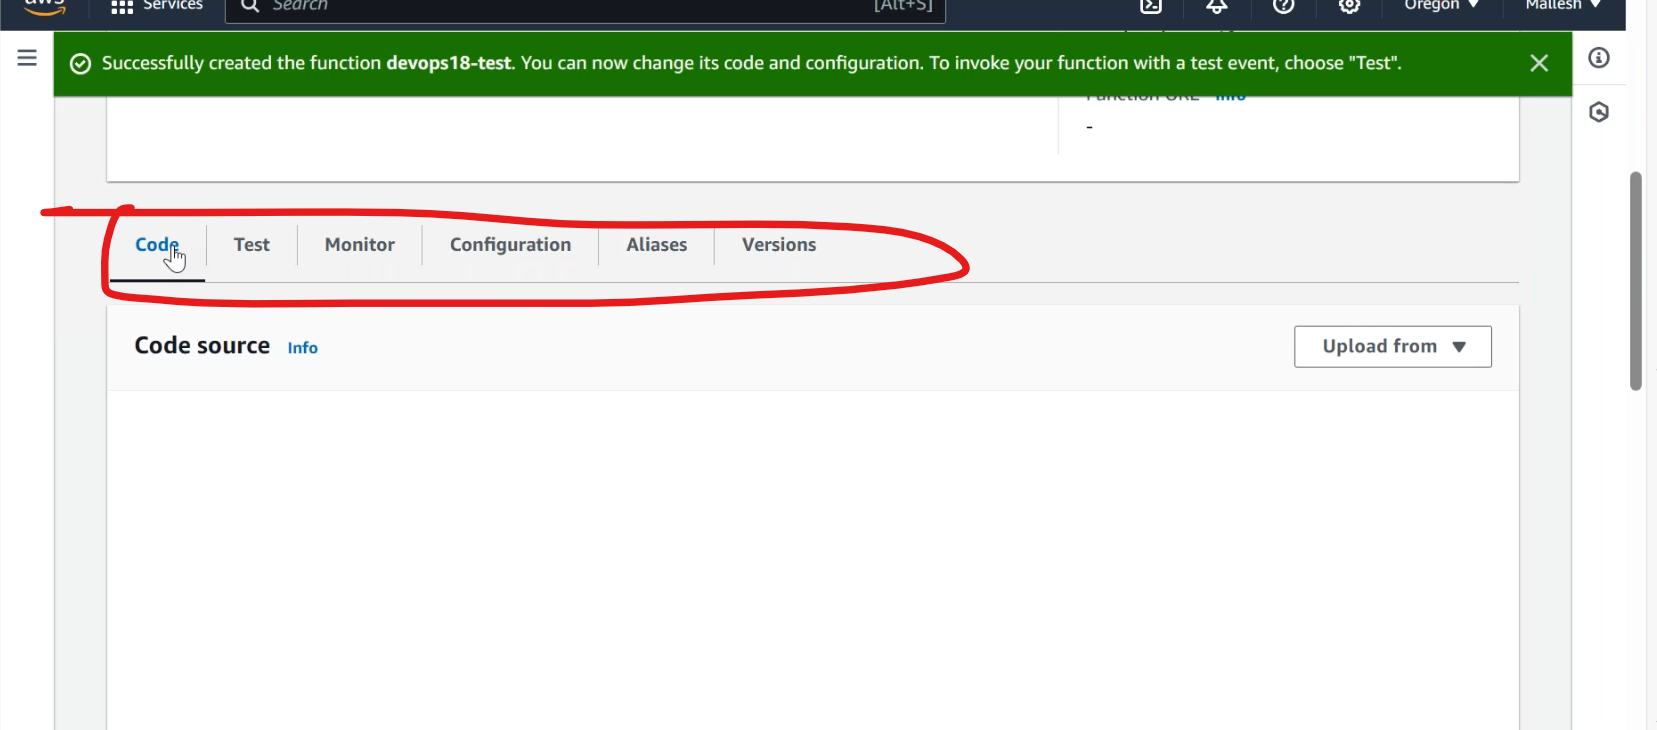 aws Services Search [Alt+S] Oregon Mallesh
Successfully created the function devops18-test. You can now change its code and configuration. To invoke your function with a test event, choose "Test".
Function URL Info
-
Code Test Monitor Configuration Aliases Versions
Code source Info Upload from